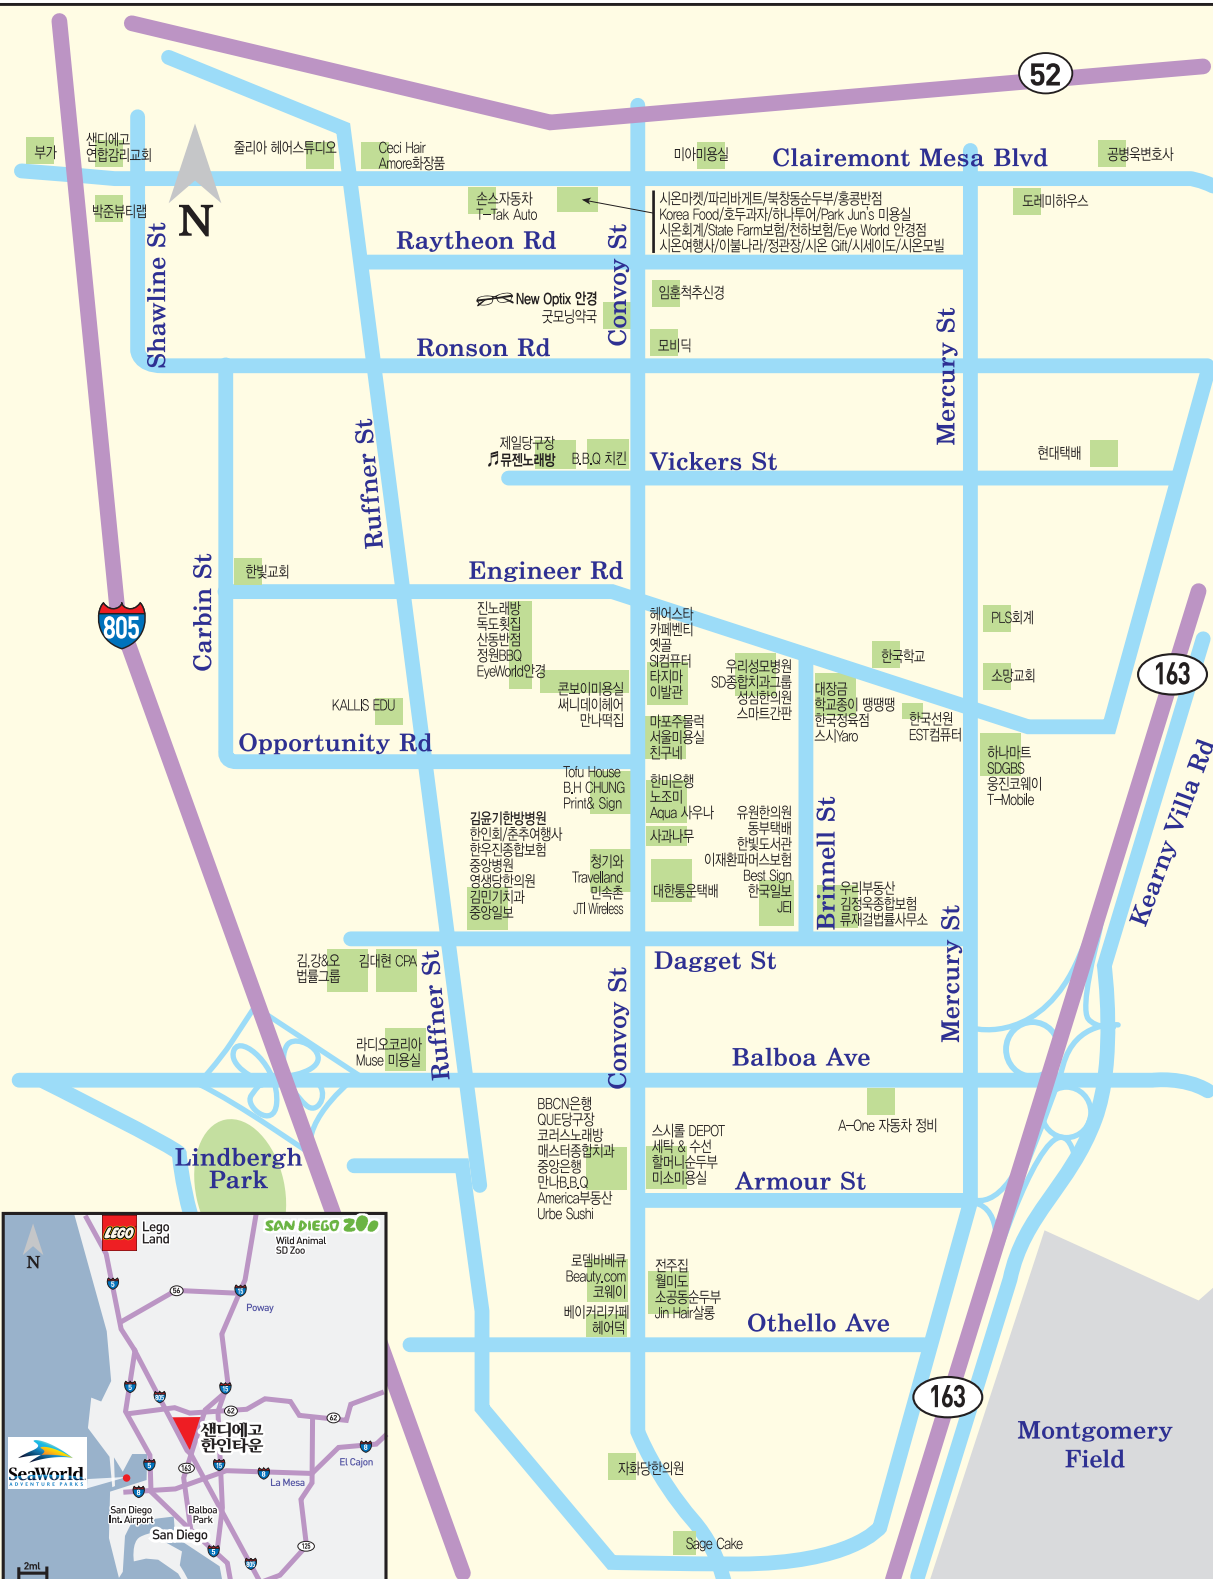 52
부가
샌디에고
연합감리교회
줄리아 헤어스튜디오
Ceci Hair
Amore화장품
미아미용실
Clairemont Mesa Blvd
공병욱변호사
박준뷰티랩
N
손스자동차
T-Tak Auto
시온마켓/파리바게트/북창동순두부/홍콩반점
Korea Food/호두과자/하나투어/Park Jun's 미용실
시온회계/State Farm보험/천하보험/Eye World 안경점
시온여행사/이불나라/정관장/시온 Gift/시세이도/시온모빌
도레미하우스
Raytheon Rd
Shawline St
Convoy St
New Optix 안경
굿모닝약국
임훈척추신경
모비딕
Ronson Rd
Mercury St
Ruffner St
제일당구장
뮤젠노래방
B.B.Q 치킨
Vickers St
현대택배
Carbin St
한빛교회
Engineer Rd
805
진노래방
독도횟집
산동반점
정원BBQ
EyeWorld안경
헤어스타
카페벤티
옛골
SI컴퓨터
타지마
이발관
우리성모병원
SD종합치과그룹
성심한의원
스마트간판
한국학교
PLS회계
소망교회
163
대장금
학교종이 땡땡땡
한국정육점
스시Yaro
한국선원
EST컴퓨터
콘보이미용실
써니데이헤어
만나떡집
KALLIS EDU
마포주물럭
서울미용실
친구네
Opportunity Rd
하나마트
SDGBS
웅진코웨이
T-Mobile
Kearny Villa Rd
Tofu House
B.H CHUNG
Print& Sign
한미은행
노조미
Aqua 사우나
사과나무
김윤기한방병원
한인회/춘추여행사
한우진종합보험
중앙병원
영생당한의원
김민기치과
중앙일보
유원한의원
동부택배
한빛도서관
이재환파머스보험
Best Sign
한국일보
JEI
Brinnell St
청기와
Travelland
민속촌
JTI Wireless
대한통운택배
우리부동산
김정욱종합보험
류재걸법률사무소
Dagget St
김,강&오
법률그룹
김대현 CPA
Ruffner St
Convoy St
Mercury St
라디오코리아
Muse 미용실
Balboa Ave
BBCN은행
QUE당구장
코러스노래방
매스터종합치과
중앙은행
만나B.B.Q
America부동산
Urbe Sushi
스시롤 DEPOT
세탁 & 수선
할머니순두부
미소미용실
A-One 자동차 정비
Lindbergh
Park
Armour St
로뎀바베큐
Beauty.com
코웨이
베이커리카페
헤어덕
전주집
월미도
소공동순두부
Jin Hair살롱
Othello Ave
163
Montgomery
Field
자화당한의원
Sage Cake
N
LEGO
Lego
Land
SAN DIEGO ZOO
Wild Animal
SD Zoo
5
56
15
Poway
5
805
15
62
62
샌디에고
한인타운
SeaWorld
ADVENTURE PARKS
5
163
15
8
8
El Cajon
La Mesa
8
San Diego
Int. Airport
Balboa
Park
San Diego
5
805
125
2ml